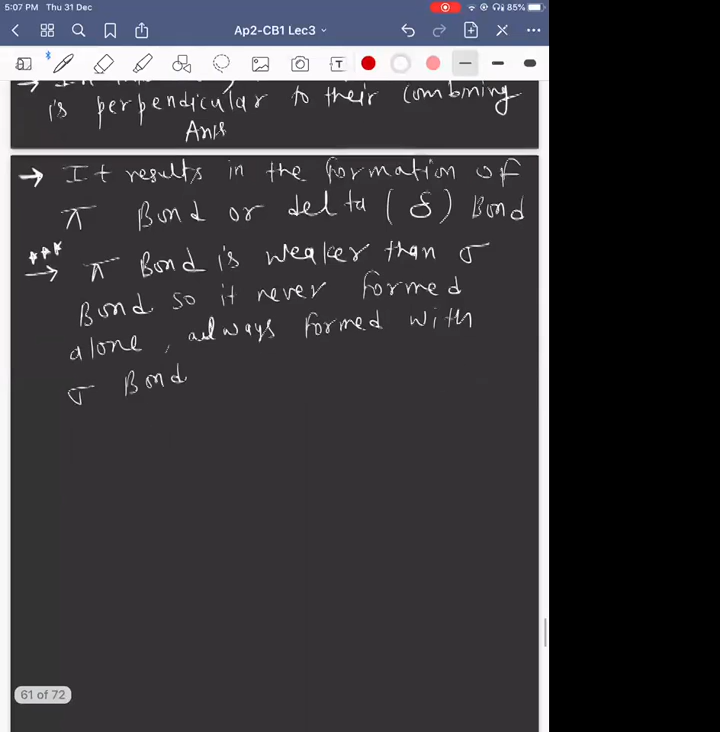 5:07 PM Thu 31 Dec
85%
Ap2-CB1 Lec3
T
is perpendicular to their combining
Axis
→ It results in the formation of
π Bond or delta (δ) Bond
*** → π Bond is weaker than σ
Bond so it never formed
alone, always formed with
σ Bond
61 of 72